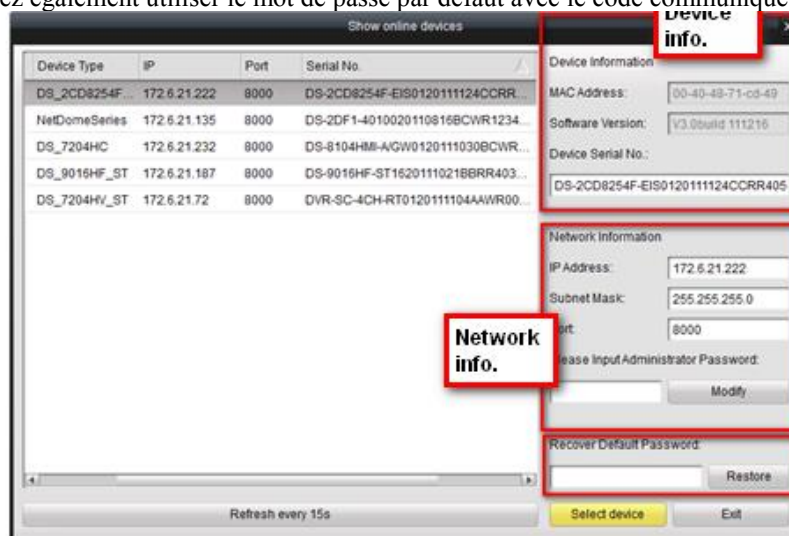 ez également utiliser le mot de passe par défaut avec le code communiqué
Show online devices
Device info.
Device Type IP Port Serial No.
DS_2CD8254F... 172.6.21.222 8000 DS-2CD8254F-EIS0120111124CCRR...
NetDomeSeries 172.6.21.135 8000 DS-2DF1-4010020110816BCWR1234...
DS_7204HC 172.6.21.232 8000 DS-8104HMI-A/GW0120111030BCWR...
DS_9016HF_ST 172.6.21.187 8000 DS-9016HF-ST1620111021BBRR403...
DS_7204HV_ST 172.6.21.72 8000 DVR-SC-4CH-RT0120111104AAWR00...
Device Information
MAC Address: 00-40-48-71-cd-49
Software Version: V3.0build 111216
Device Serial No.:
DS-2CD8254F-EIS0120111124CCRR405
Network Information
IP Address: 172.6.21.222
Subnet Mask: 255.255.255.0
ort: 8000
Network info.
lease Input Administrator Password:
Modify
Recover Default Password:
Restore
Refresh every 15s
Select device
Exit